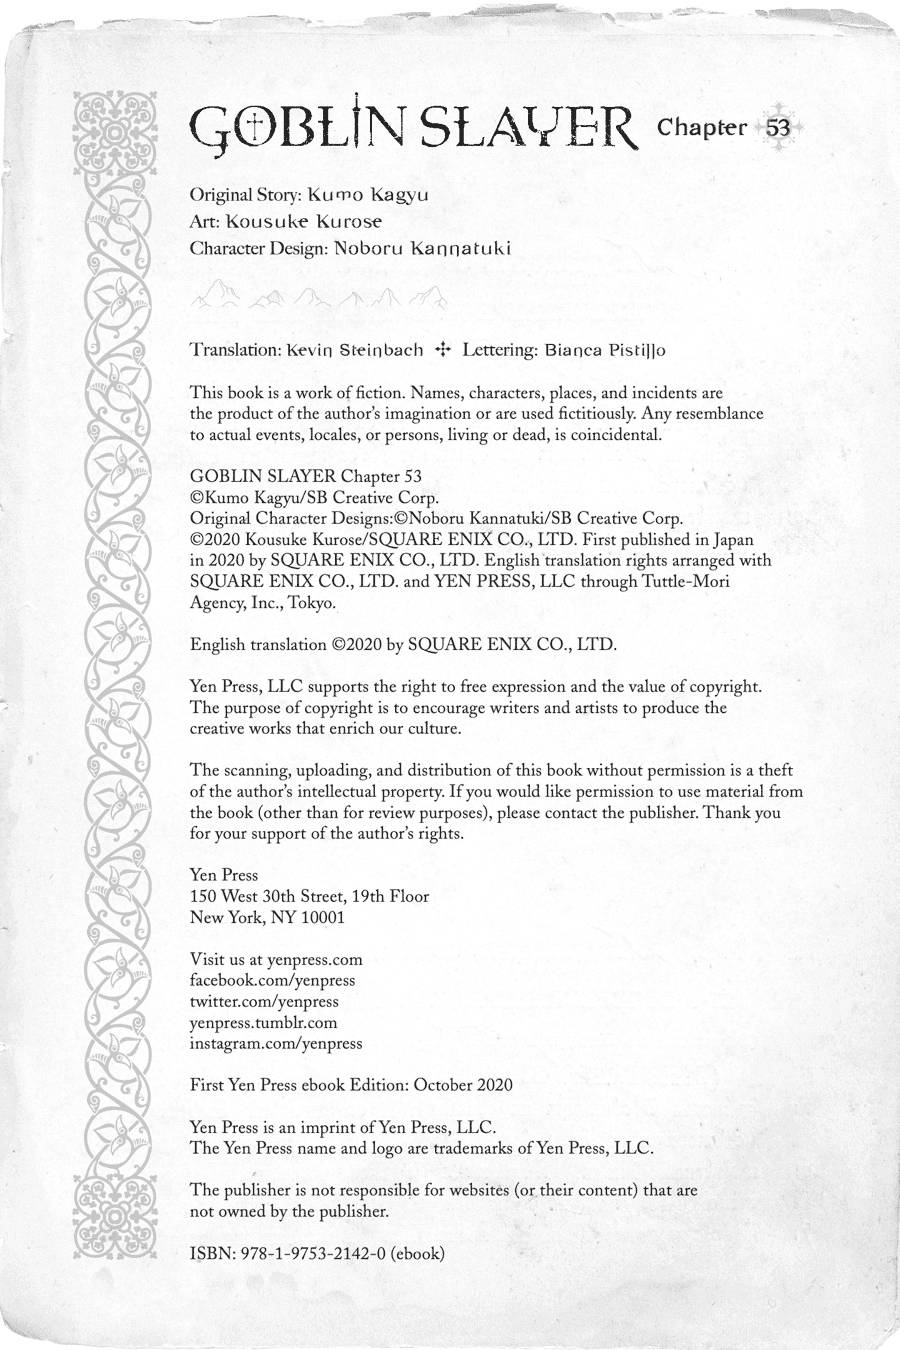 GOBLIN SLAYER Chapter 53
Original Story: Kumo Kagyu
Art: Kousuke Kurose
Character Design: Noboru Kannatuki
Translation: Kevin Steinbach ✣ Lettering: Bianca Pistillo
This book is a work of fiction. Names, characters, places, and incidents are
the product of the author's imagination or are used fictitiously. Any resemblance
to actual events, locales, or persons, living or dead, is coincidental.
GOBLIN SLAYER Chapter 53
©Kumo Kagyu/SB Creative Corp.
Original Character Designs:©Noboru Kannatuki/SB Creative Corp.
©2020 Kousuke Kurose/SQUARE ENIX CO., LTD. First published in Japan
in 2020 by SQUARE ENIX CO., LTD. English translation rights arranged with
SQUARE ENIX CO., LTD. and YEN PRESS, LLC through Tuttle-Mori
Agency, Inc., Tokyo.
English translation ©2020 by SQUARE ENIX CO., LTD.
Yen Press, LLC supports the right to free expression and the value of copyright.
The purpose of copyright is to encourage writers and artists to produce the
creative works that enrich our culture.
The scanning, uploading, and distribution of this book without permission is a theft
of the author's intellectual property. If you would like permission to use material from
the book (other than for review purposes), please contact the publisher. Thank you
for your support of the author's rights.
Yen Press
150 West 30th Street, 19th Floor
New York, NY 10001
Visit us at yenpress.com
facebook.com/yenpress
twitter.com/yenpress
yenpress.tumblr.com
instagram.com/yenpress
First Yen Press ebook Edition: October 2020
Yen Press is an imprint of Yen Press, LLC.
The Yen Press name and logo are trademarks of Yen Press, LLC.
The publisher is not responsible for websites (or their content) that are
not owned by the publisher.
ISBN: 978-1-9753-2142-0 (ebook)